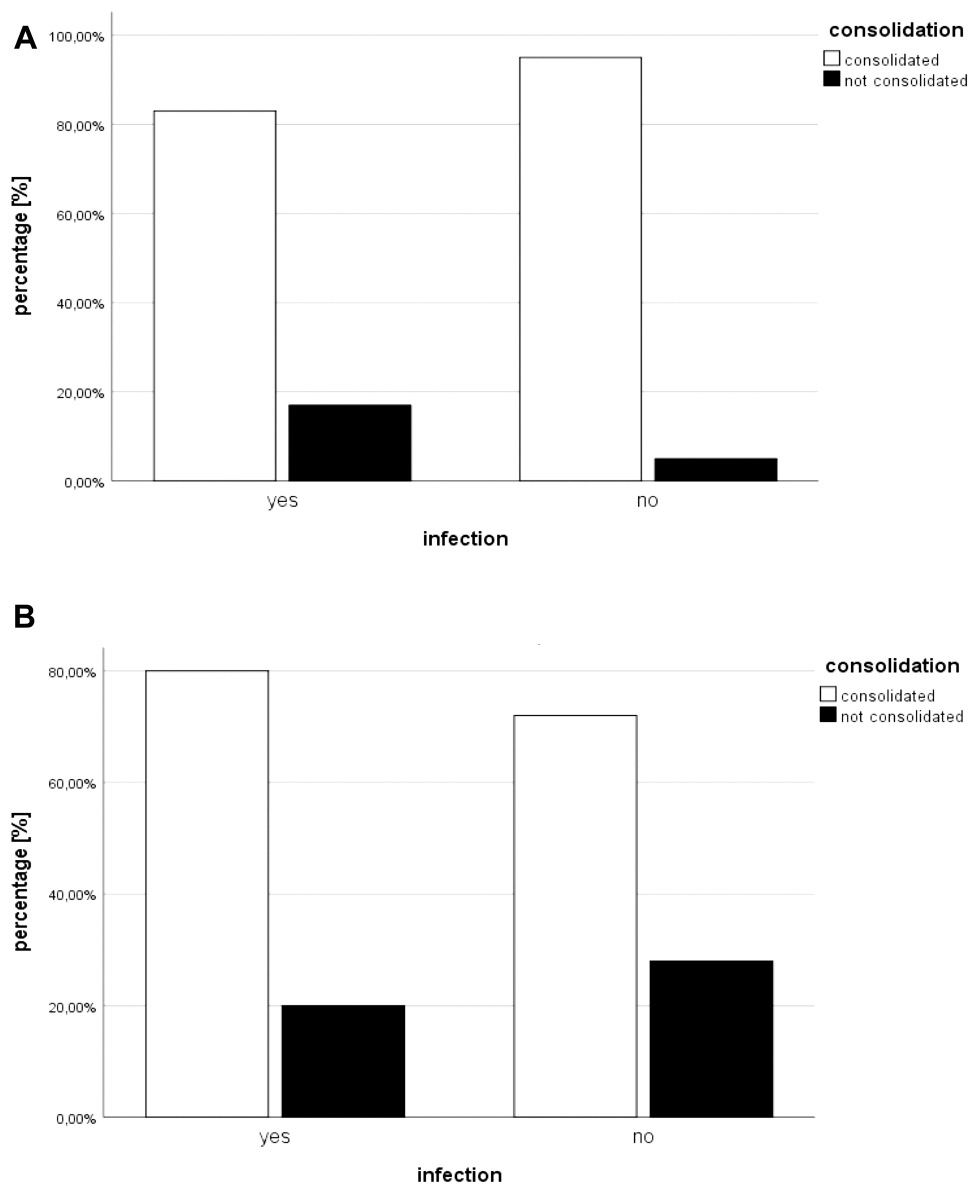 A
consolidation
consolidated
not consolidated
100,00%
80,00%
60,00%
40,00%
20,00%
0,00%
percentage [%]
yes no
infection
B
consolidation
consolidated
not consolidated
80,00%
60,00%
40,00%
20,00%
0,00%
percentage [%]
yes no
infection